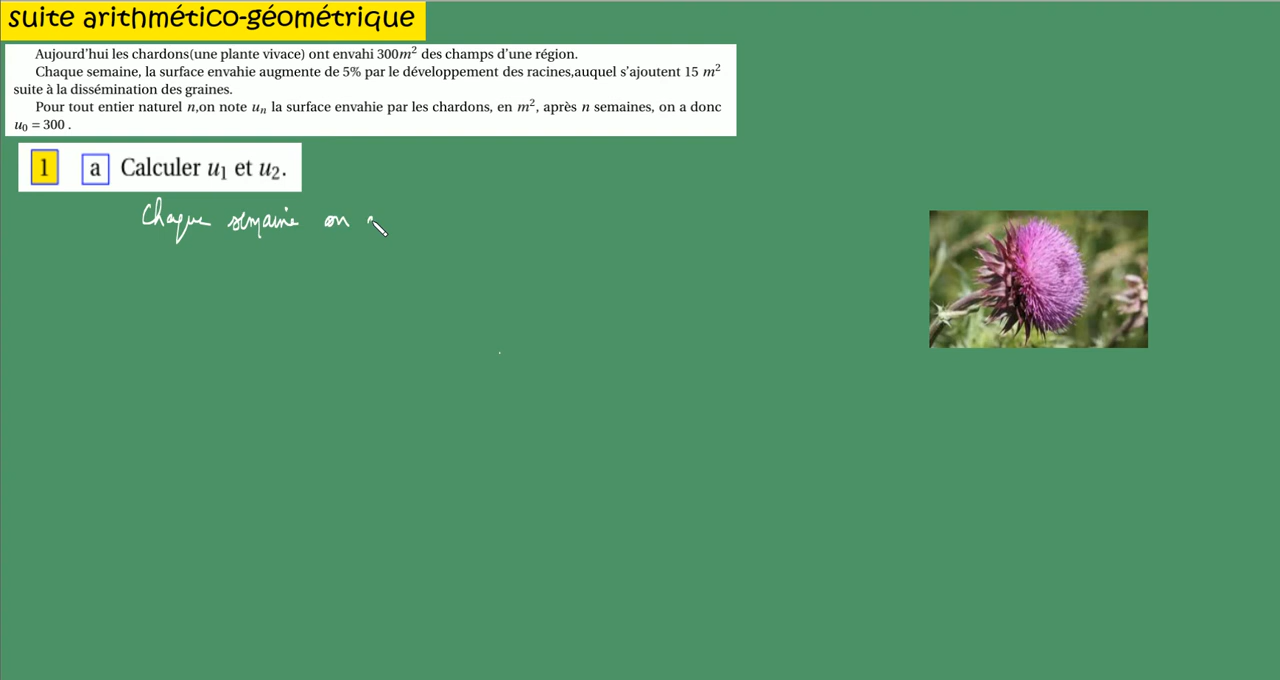 suite arithmético-géométrique
Aujourd'hui les chardons(une plante vivace) ont envahi 300m² des champs d'une région.
Chaque semaine, la surface envahie augmente de 5% par le développement des racines,auquel s'ajoutent 15 m²
suite à la dissémination des graines.
Pour tout entier naturel n,on note uₙ la surface envahie par les chardons, en m², après n semaines, on a donc
u₀ = 300 .
1 a Calculer u₁ et u₂.
Chaque semaine on